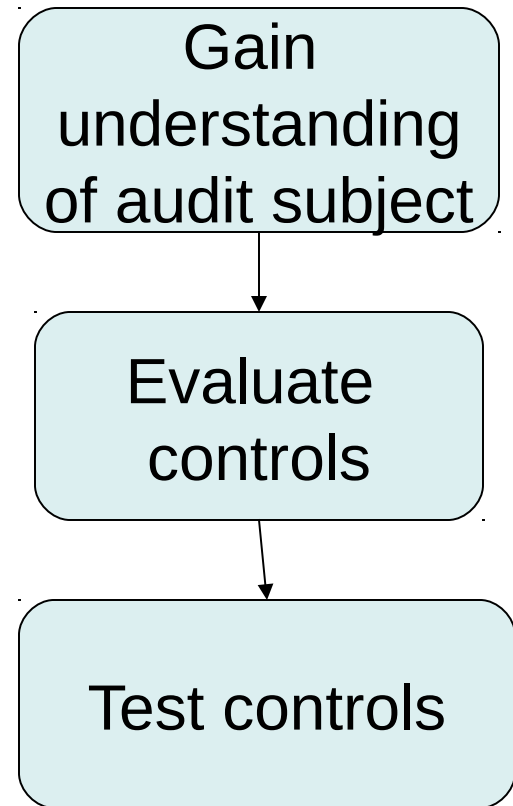 Gain
understanding
of audit subject
Evaluate
controls
Test controls